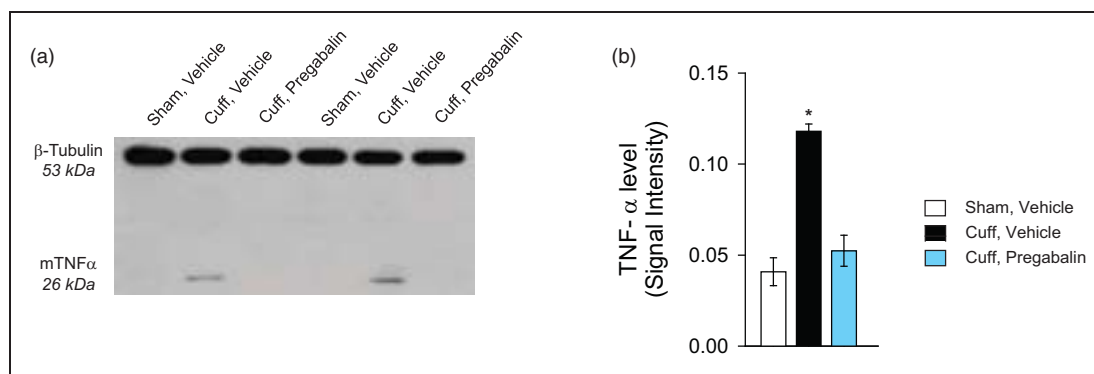 (a)
Sham, Vehicle
Cuff, Vehicle
Cuff, Pregabalin
Sham, Vehicle
Cuff, Vehicle
Cuff, Pregabalin
β-Tubulin
53 kDa
mTNFα
26 kDa
(b)
TNF- α level
(Signal Intensity)
0.15
0.10
0.05
0.00
*
Sham, Vehicle
Cuff, Vehicle
Cuff, Pregabalin